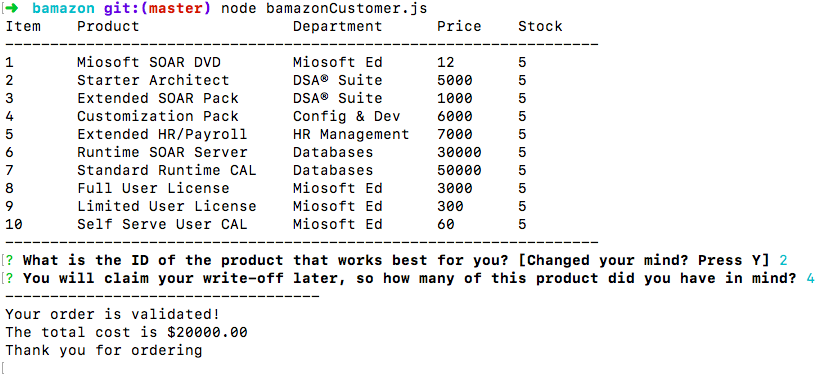 ➜ bamazon git:(master) node bamazonCustomer.js
Item Product Department Price Stock
------------------------------------------------------------------
1 Miosoft SOAR DVD Miosoft Ed 12 5
2 Starter Architect DSA® Suite 5000 5
3 Extended SOAR Pack DSA® Suite 1000 5
4 Customization Pack Config & Dev 6000 5
5 Extended HR/Payroll HR Management 7000 5
6 Runtime SOAR Server Databases 30000 5
7 Standard Runtime CAL Databases 50000 5
8 Full User License Miosoft Ed 3000 5
9 Limited User License Miosoft Ed 300 5
10 Self Serve User CAL Miosoft Ed 60 5
------------------------------------------------------------------
? What is the ID of the product that works best for you? [Changed your mind? Press Y] 2
? You will claim your write-off later, so how many of this product did you have in mind? 4
-----------------------------------
Your order is validated!
The total cost is $20000.00
Thank you for ordering